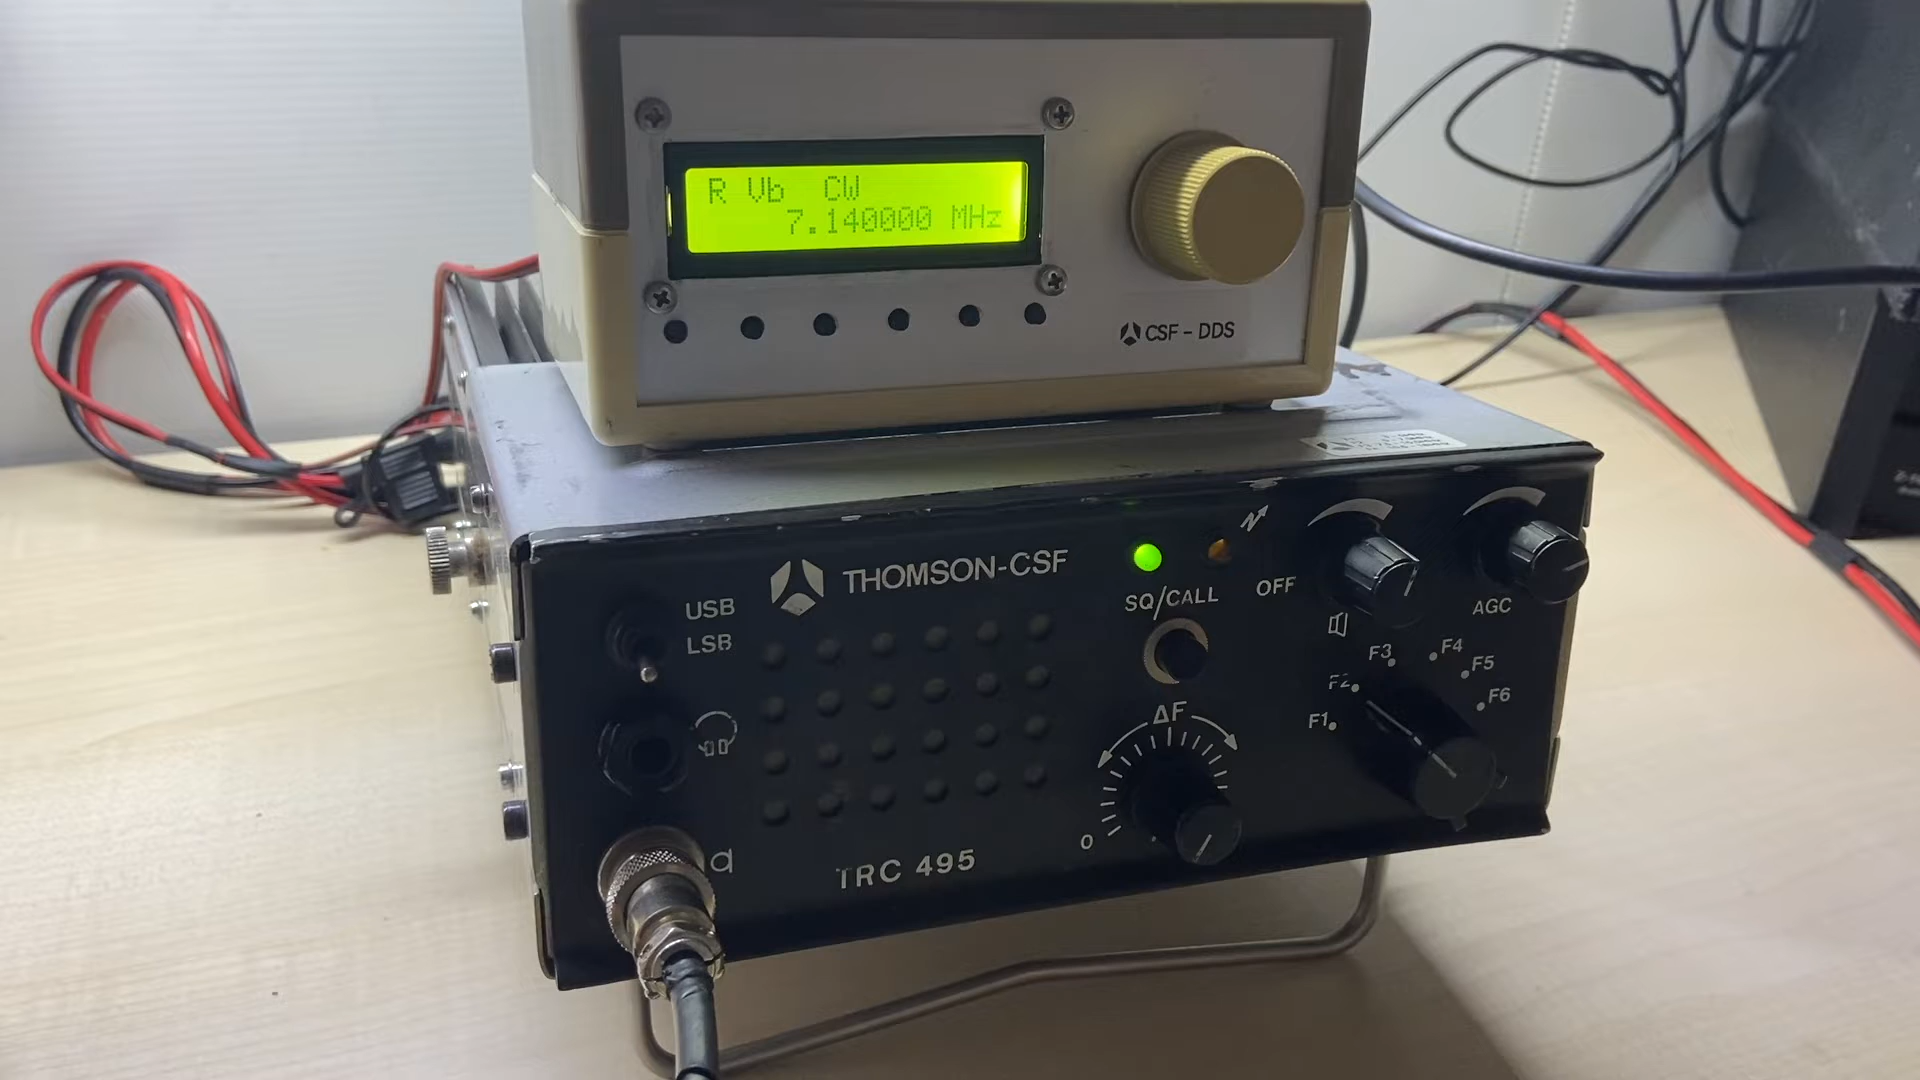 R Vb CW
7.140000 MHz
CSF - DDS
THOMSON-CSF
USB
LSB
SQ/CALL
OFF
AGC
F1
F2
F3
F4
F5
F6
ΔF
0
TRC 495